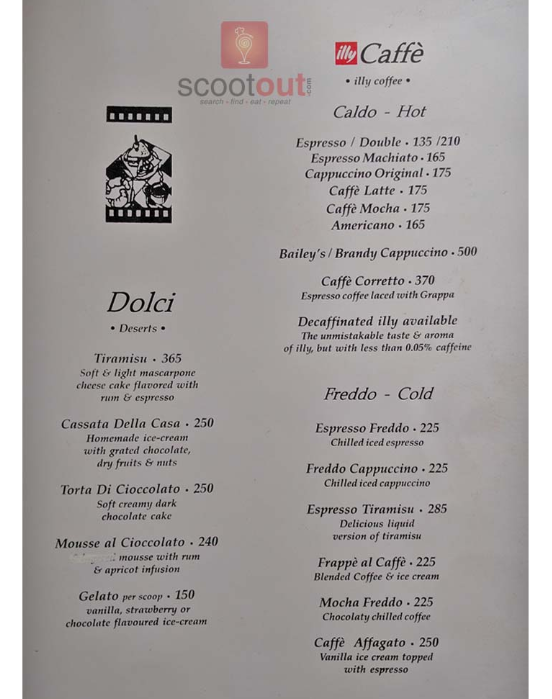 scootout.com
search - find - eat - repeat
illy Caffè
• illy coffee •
Caldo - Hot
Espresso / Double • 135 /210
Espresso Machiato • 165
Cappuccino Original • 175
Caffè Latte • 175
Caffè Mocha • 175
Americano • 165
Bailey's / Brandy Cappuccino • 500
Caffè Corretto • 370
Espresso coffee laced with Grappa
Decaffinated illy available
The unmistakable taste & aroma
of illy, but with less than 0.05% caffeine
Freddo - Cold
Espresso Freddo • 225
Chilled iced espresso
Freddo Cappuccino • 225
Chilled iced cappuccino
Espresso Tiramisu • 285
Delicious liquid
version of tiramisu
Frappè al Caffè • 225
Blended Coffee & ice cream
Mocha Freddo • 225
Chocolaty chilled coffee
Caffè Affagato • 250
Vanilla ice cream topped
with espresso
Dolci
• Deserts •
Tiramisu • 365
Soft & light mascarpone
cheese cake flavored with
rum & espresso
Cassata Della Casa • 250
Homemade ice-cream
with grated chocolate,
dry fruits & nuts
Torta Di Cioccolato • 250
Soft creamy dark
chocolate cake
Mousse al Cioccolato • 240
mousse with rum
& apricot infusion
Gelato per scoop • 150
vanilla, strawberry or
chocolate flavoured ice-cream